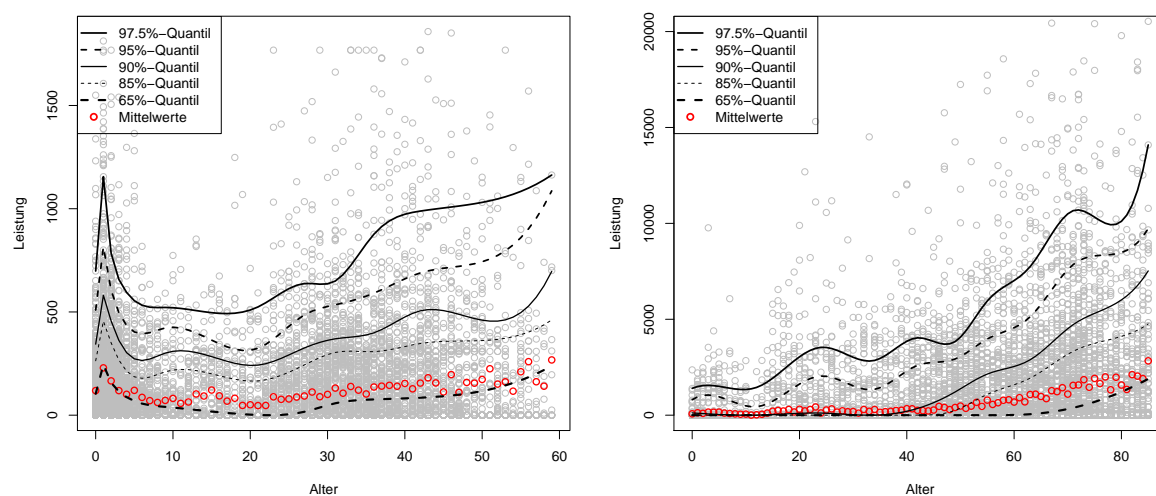 97.5%−Quantil
95%−Quantil
90%−Quantil
85%−Quantil
65%−Quantil
Mittelwerte
Leistung
1500
1000
500
0
0 10 20 30 40 50 60
Alter
97.5%−Quantil
95%−Quantil
90%−Quantil
85%−Quantil
65%−Quantil
Mittelwerte
Leistung
20000
15000
10000
5000
0
0 20 40 60 80
Alter